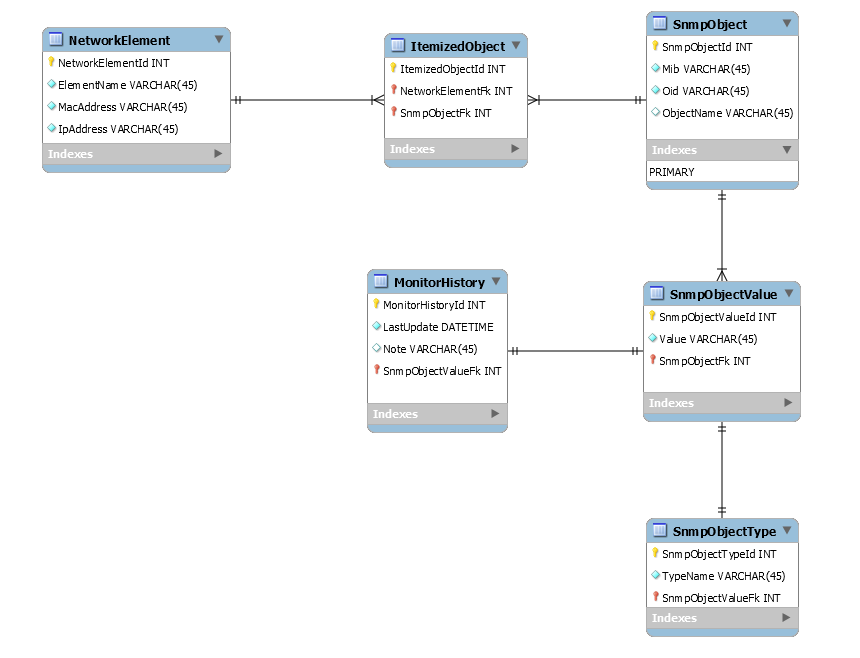 NetworkElement
NetworkElementId INT
ElementName VARCHAR(45)
MacAddress VARCHAR(45)
IpAddress VARCHAR(45)
Indexes
ItemizedObject
ItemizedObjectId INT
NetworkElementFk INT
SnmpObjectFk INT
Indexes
SnmpObject
SnmpObjectId INT
Mib VARCHAR(45)
Oid VARCHAR(45)
ObjectName VARCHAR(45)
Indexes
PRIMARY
MonitorHistory
MonitorHistoryId INT
LastUpdate DATETIME
Note VARCHAR(45)
SnmpObjectValueFk INT
Indexes
SnmpObjectValue
SnmpObjectValueId INT
Value VARCHAR(45)
SnmpObjectFk INT
Indexes
SnmpObjectType
SnmpObjectTypeId INT
TypeName VARCHAR(45)
SnmpObjectValueFk INT
Indexes